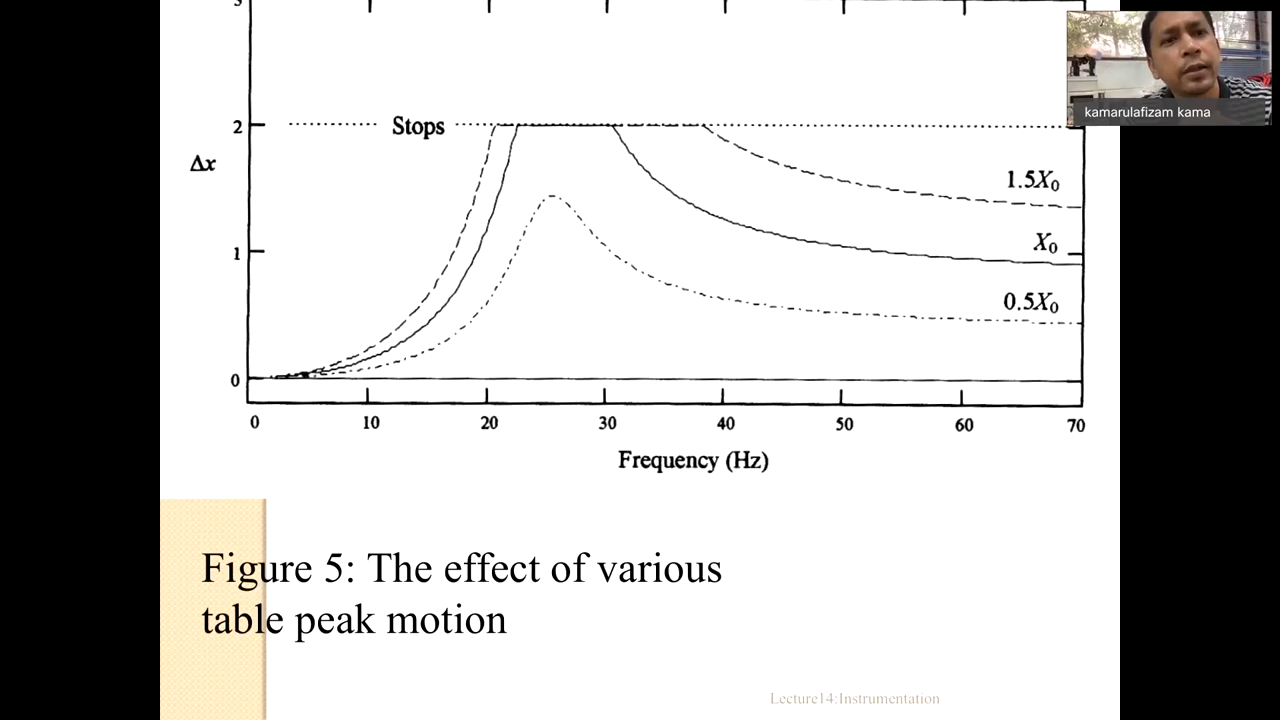 3
kamarulafizam kama
2
Stops
Δx
1.5X₀
1
X₀
0.5X₀
0
0 10 20 30 40 50 60 70
Frequency (Hz)
Figure 5: The effect of various
table peak motion
Lecture14:Instrumentation